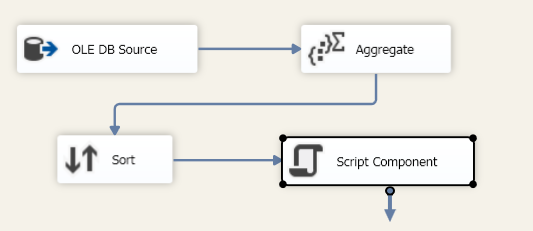 OLE DB Source
Aggregate
Sort
Script Component